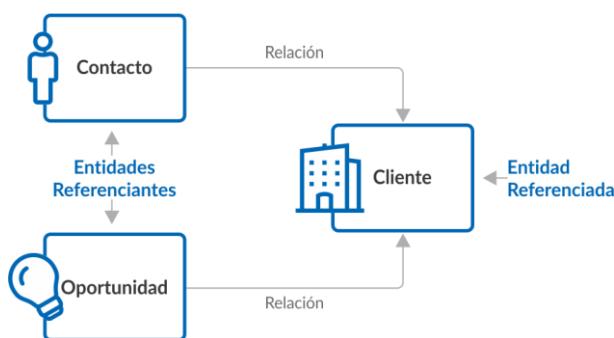 Contacto
Relación
Entidades
Referenciantes
Cliente
Entidad
Referenciada
Oportunidad
Relación